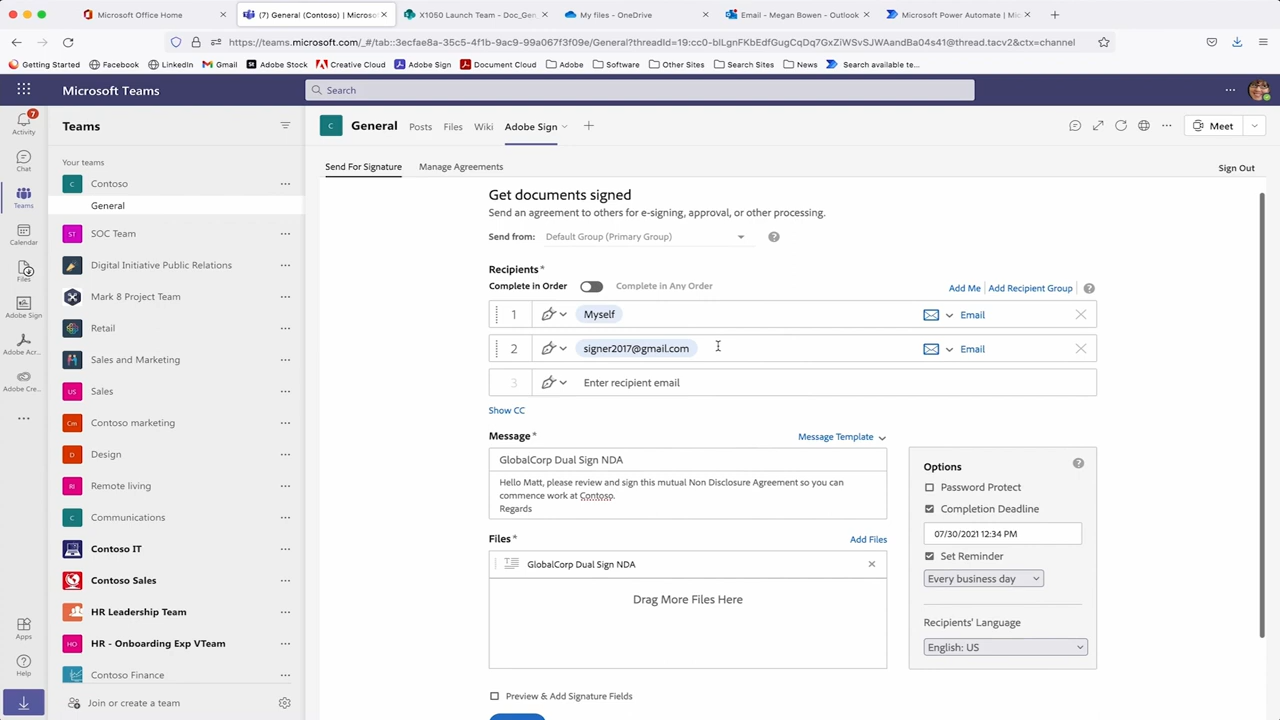 Microsoft Office Home
(7) General (Contoso) | Microso
X1050 Launch Team - Doc_Gen
My files - OneDrive
Email - Megan Bowen - Outlook
Microsoft Power Automate | Mic
https://teams.microsoft.com/_#/tab::3ecfae8a-35c5-4f1b-9ac9-99a067f3f09e/General?threadId=19:cc0-blLgnFKbEdfGugCqDq7GxZiWSvSJWAandBa04s41@thread.tacv2&ctx=channel
Getting Started
Facebook
LinkedIn
Gmail
Adobe Stock
Creative Cloud
Adobe Sign
Document Cloud
Adobe
Software
Other Sites
Search Sites
News
Search available te...
Microsoft Teams
Search
7
Activity
Chat
Teams
Calendar
Files
Adobe Sign
Adobe Acr...
Adobe Cre...
Apps
Help
Teams
Your teams
C Contoso
General
ST SOC Team
Digital Initiative Public Relations
Mark 8 Project Team
Retail
Sales and Marketing
US Sales
Cm Contoso marketing
Design
Rl Remote living
C Communications
Contoso IT
Contoso Sales
HR Leadership Team
HO HR - Onboarding Exp VTeam
Contoso Finance
Join or create a team
C General
Posts
Files
Wiki
Adobe Sign
Meet
Send For Signature
Manage Agreements
Sign Out
Get documents signed
Send an agreement to others for e-signing, approval, or other processing.
Send from: Default Group (Primary Group)
Recipients*
Complete in Order
Complete in Any Order
Add Me
Add Recipient Group
1 Myself Email
2 signer2017@gmail.com Email
3 Enter recipient email
Show CC
Message*
Message Template
GlobalCorp Dual Sign NDA
Hello Matt, please review and sign this mutual Non Disclosure Agreement so you can
commence work at Contoso.
Regards
Files*
Add Files
GlobalCorp Dual Sign NDA
Drag More Files Here
Preview & Add Signature Fields
Options
Password Protect
Completion Deadline
07/30/2021 12:34 PM
Set Reminder
Every business day
Recipients' Language
English: US